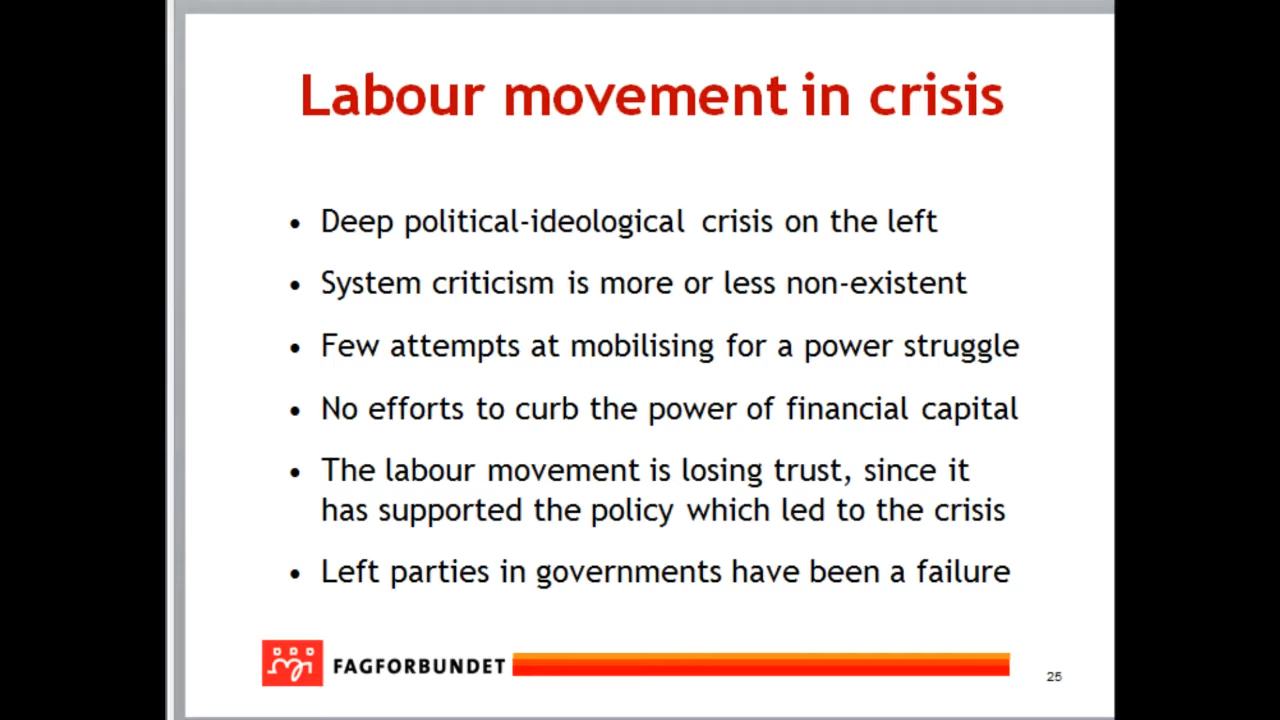 Labour movement in crisis
• Deep political-ideological crisis on the left
• System criticism is more or less non-existent
• Few attempts at mobilising for a power struggle
• No efforts to curb the power of financial capital
• The labour movement is losing trust, since it
has supported the policy which led to the crisis
• Left parties in governments have been a failure
FAGFORBUNDET
25